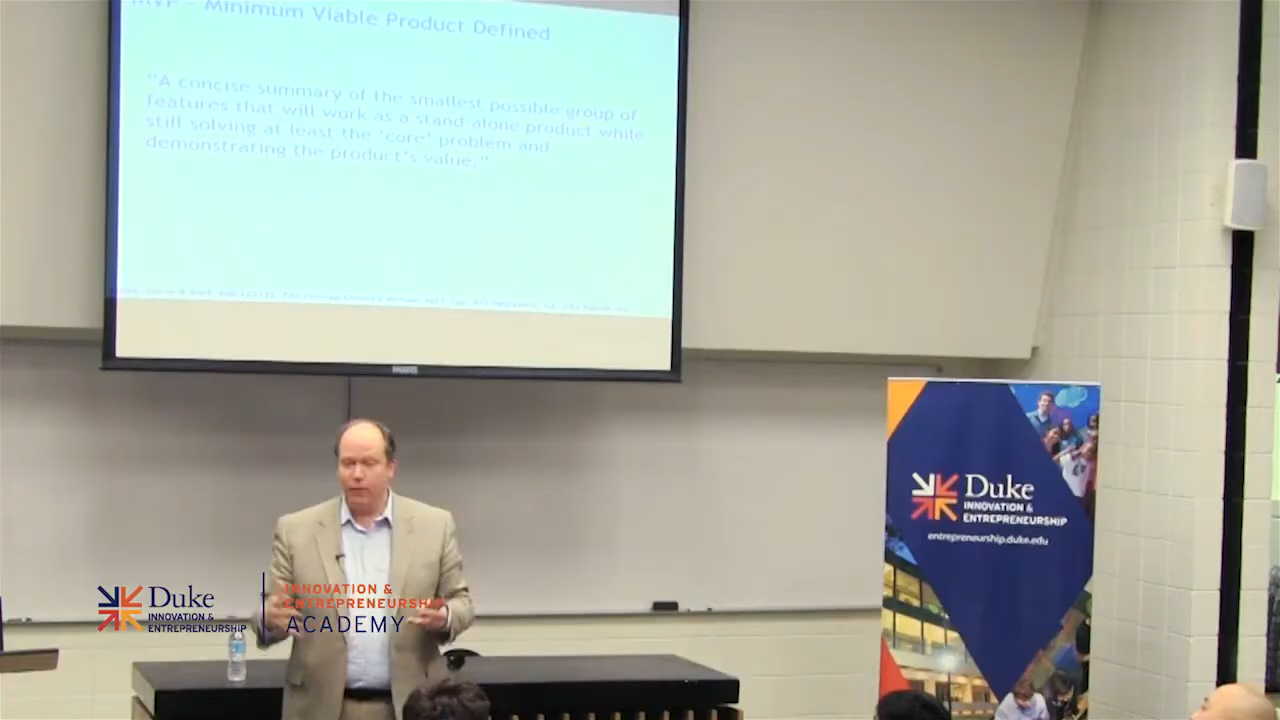 MVP - Minimum Viable Product Defined
"A concise summary of the smallest possible group of
features that will work as a stand-alone product while
still solving at least the 'core' problem and
demonstrating the product's value."
Duke
INNOVATION &
ENTREPRENEURSHIP
entrepreneurship.duke.edu
Duke
INNOVATION &
ENTREPRENEURSHIP
INNOVATION &
ENTREPRENEURSHIP
ACADEMY